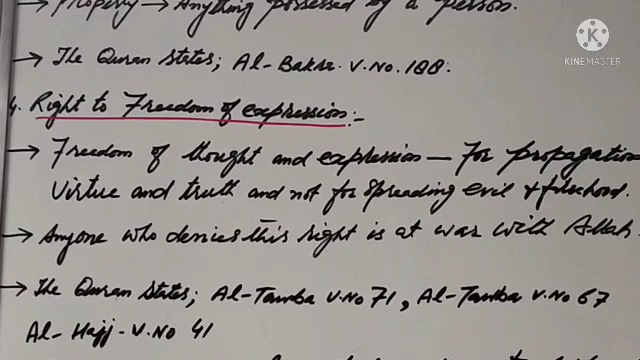 → Property → Anything possessed by a person.
KINEMASTER
→ The Quran States; Al-Bakra. V.No.188.
4. Right to Freedom of expression:-
→ Freedom of thought and expression - For propagation
virtue and truth and not for spreading evil & falsehood.
→ Anyone who denies this right is at war with Allah.
→ The Quran States; Al-Tawba V.No 71, Al-Tawba V.No 67
Al-Hajj-V.No 41